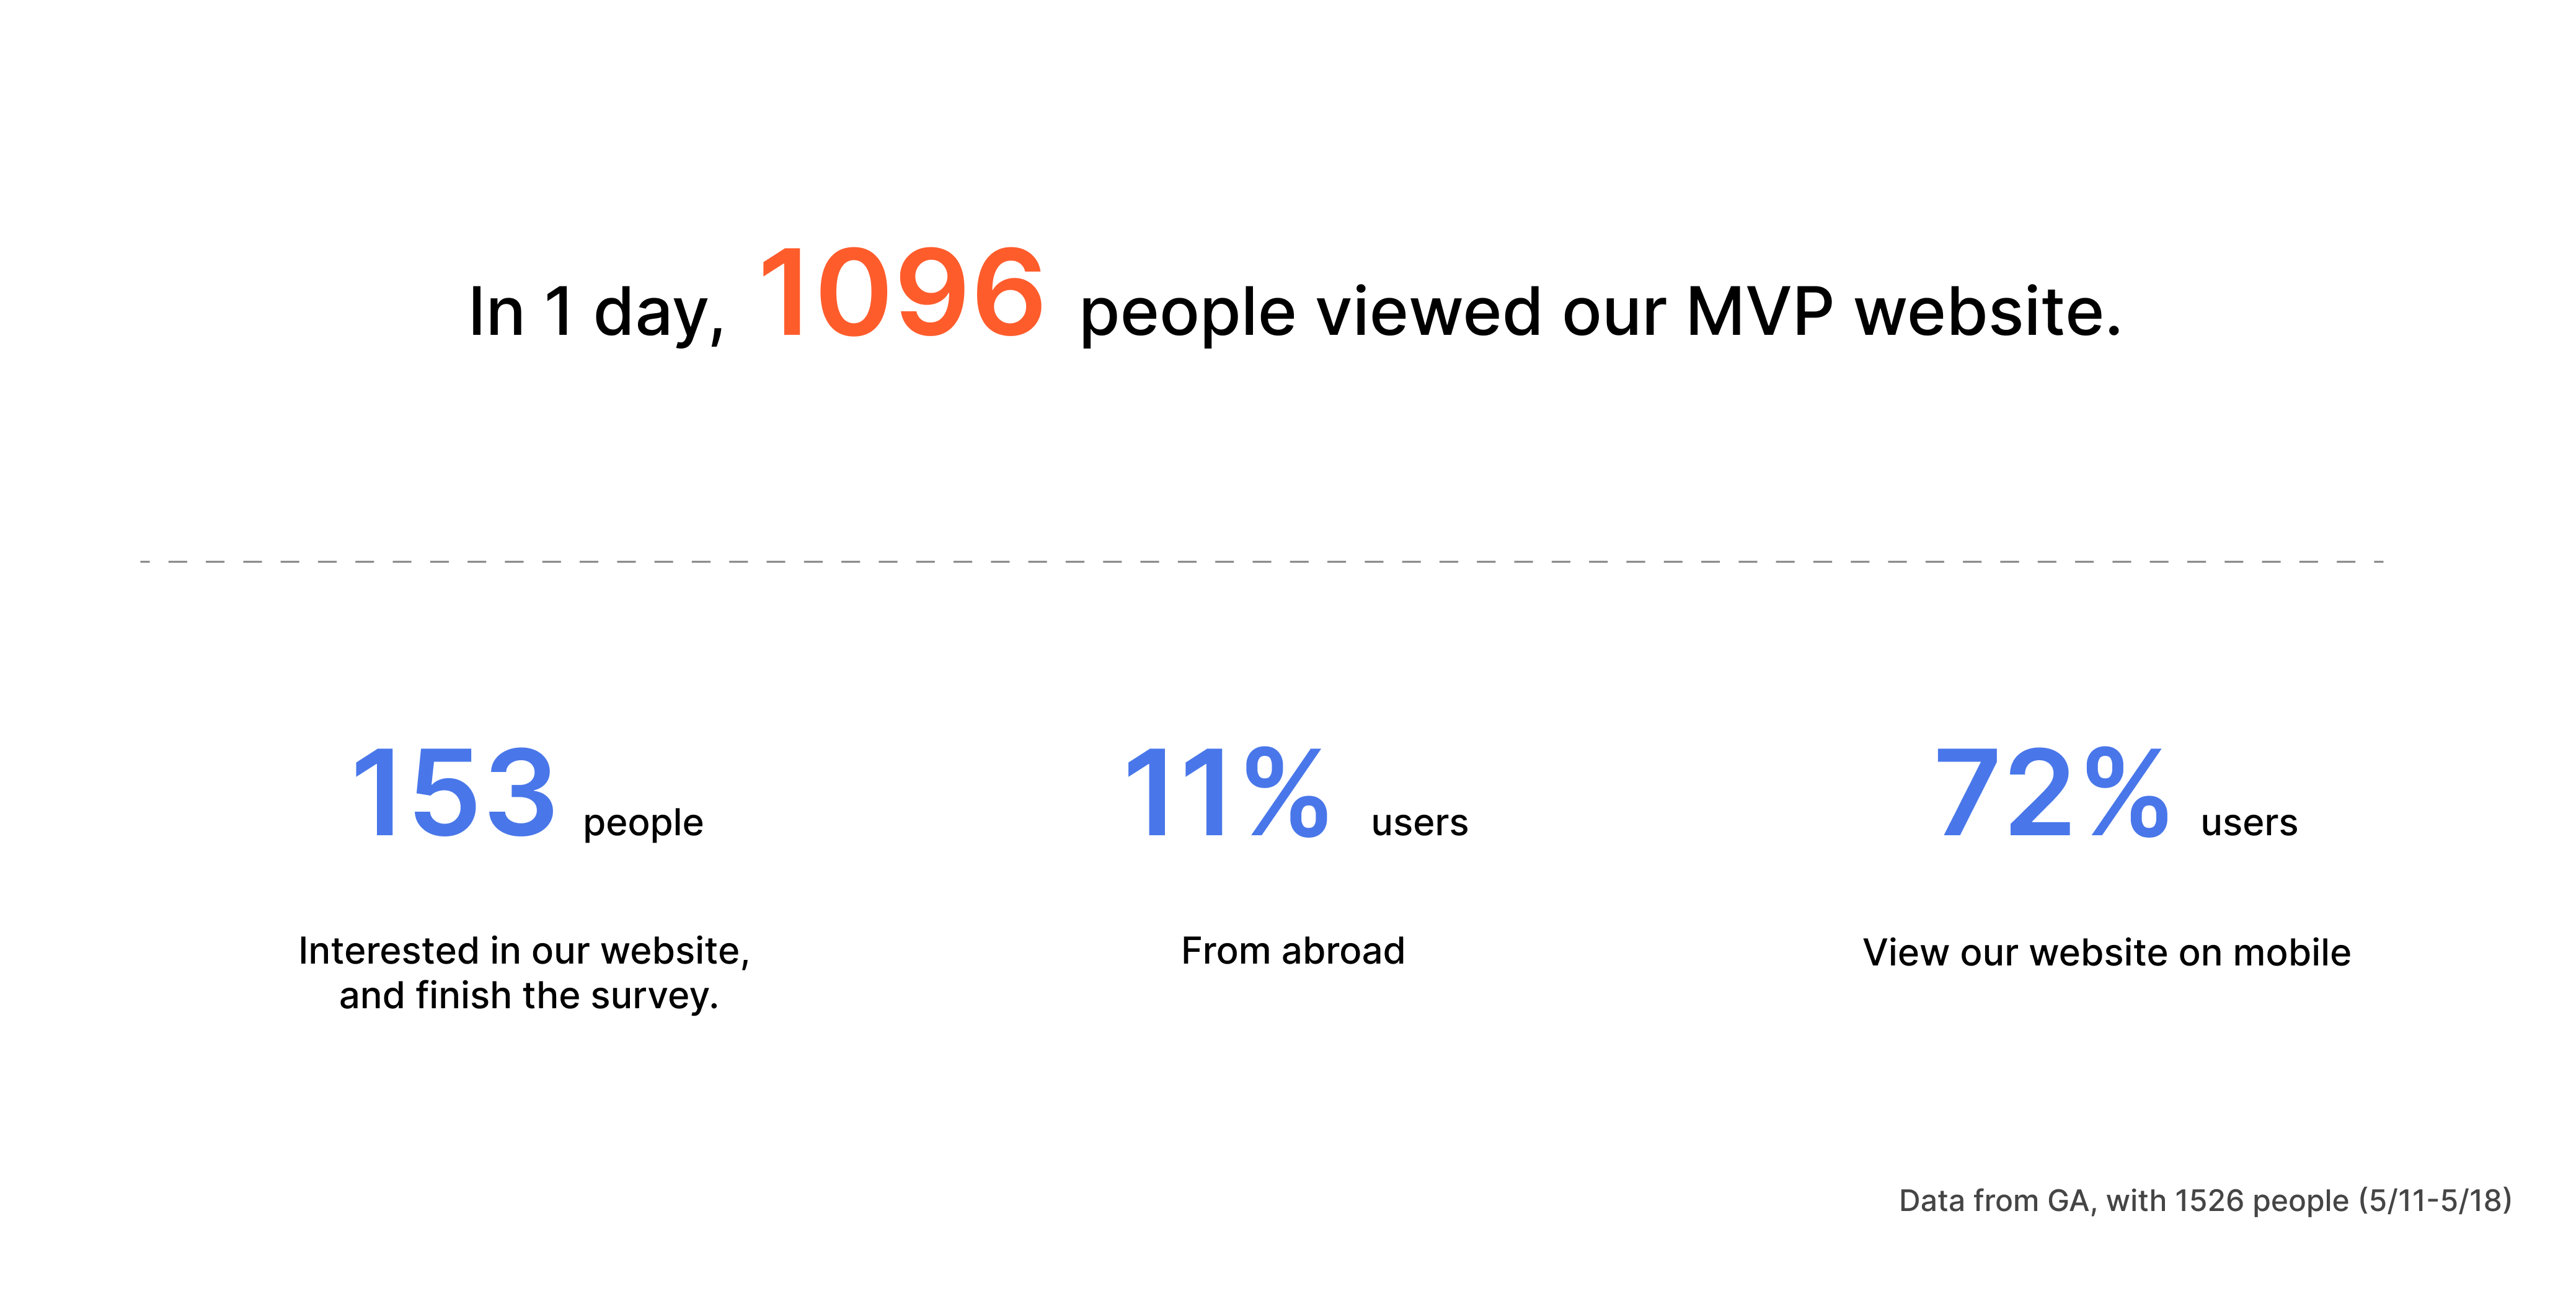 In 1 day, 1096 people viewed our MVP website.
153 people
Interested in our website,
and finish the survey.
11% users
From abroad
72% users
View our website on mobile
Data from GA, with 1526 people (5/11-5/18)